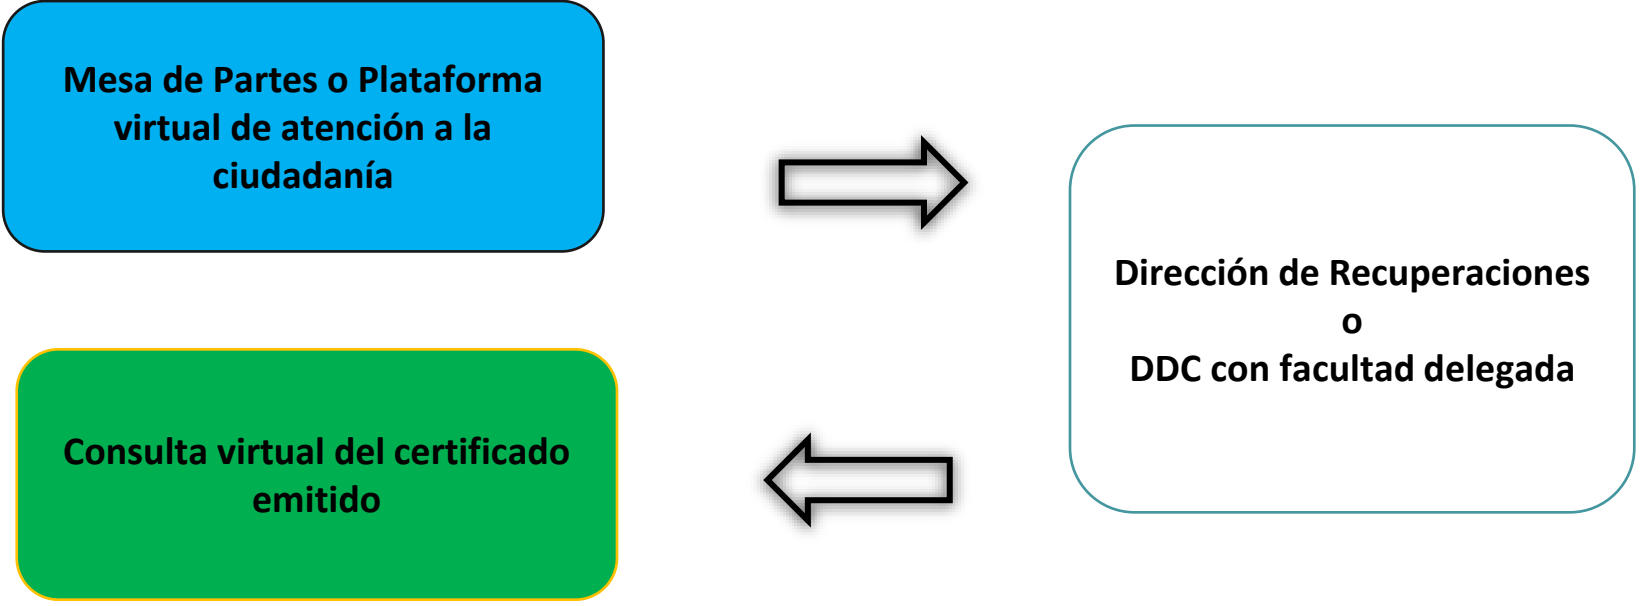 Mesa de Partes o Plataforma
virtual de atención a la
ciudadanía
Dirección de Recuperaciones
o
DDC con facultad delegada
Consulta virtual del certificado
emitido